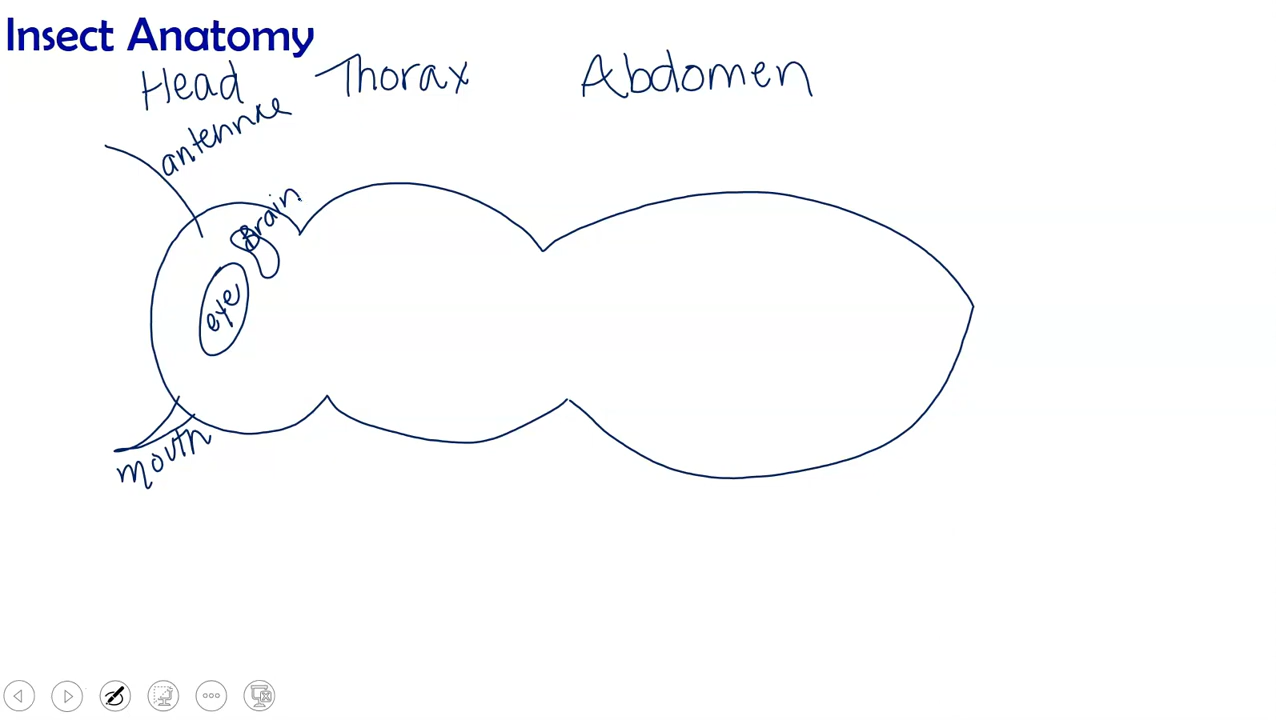 Insect Anatomy
Head Thorax Abdomen
antennae
Brain
eye
mouth